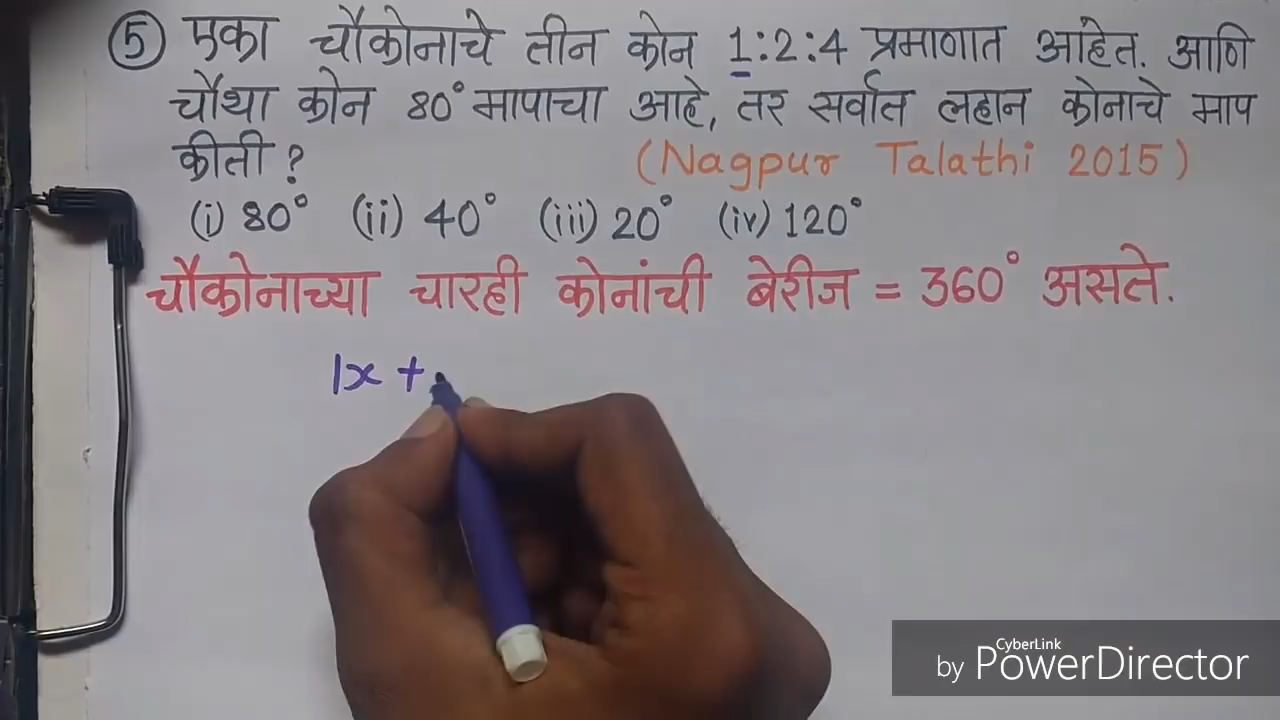 ⑤ एका चौकोनाचे तीन कोन 1:2:4 प्रमाणात आहेत. आणि
चौथा कोन 80° मापाचा आहे, तर सर्वात लहान कोनाचे माप
कीती ?
(Nagpur Talathi 2015)
(i) 80° (ii) 40° (iii) 20° (iv) 120°
चौकोनाच्या चारही कोनांची बेरीज = 360° असते.
1x +
CyberLink
by PowerDirector